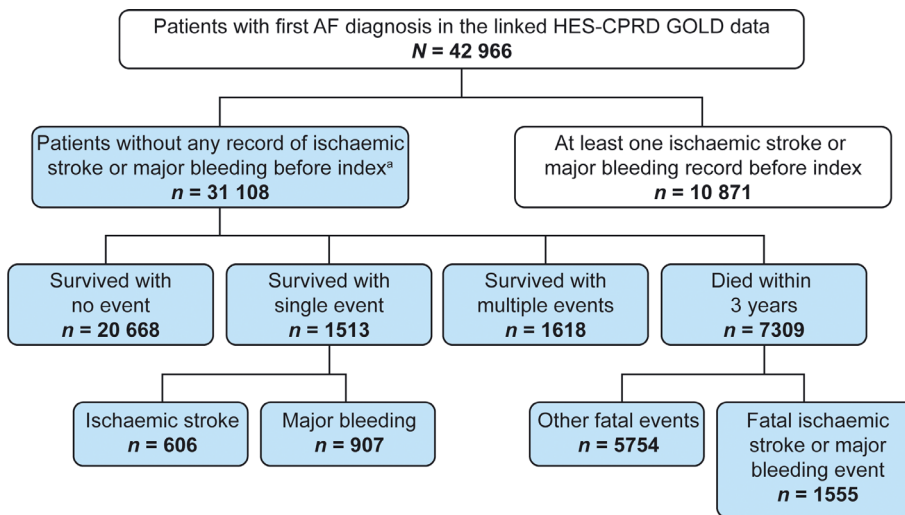 Patients with first AF diagnosis in the linked HES-CPRD GOLD data
N = 42 966
Patients without any record of ischaemic
stroke or major bleeding before indexᵃ
n = 31 108
At least one ischaemic stroke or
major bleeding record before index
n = 10 871
Survived with
no event
n = 20 668
Survived with
single event
n = 1513
Survived with
multiple events
n = 1618
Died within
3 years
n = 7309
Ischaemic stroke
n = 606
Major bleeding
n = 907
Other fatal events
n = 5754
Fatal ischaemic
stroke or major
bleeding event
n = 1555